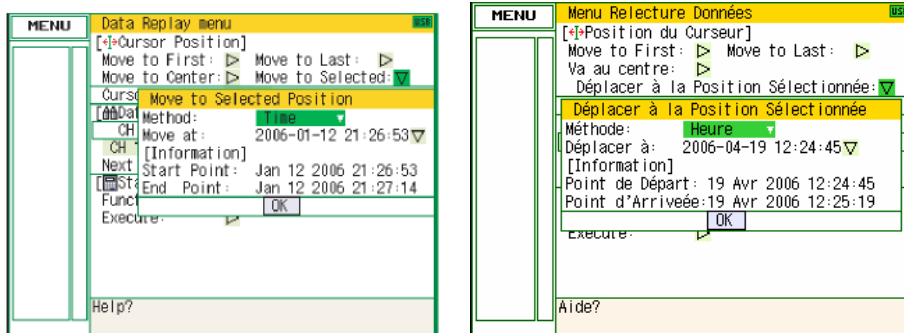 MENU
Data Replay menu
USB
[Cursor Position]
Move to First: Move to Last:
Move to Center: Move to Selected:
Curso
Move to Selected Position
[Dat
Method: Time
CH
Move at: 2006-01-12 21:26:53
CH
[Information]
Next
Start Point: Jan 12 2006 21:26:53
[Sta
End Point: Jan 12 2006 21:27:14
Funct
OK
Execute:
Help?
MENU
Menu Relecture Données
[Position du Curseur]
Move to First: Move to Last:
Va au centre:
Déplacer à la Position Sélectionnée:
Déplacer à la Position Sélectionnée
Méthode: Heure
Déplacer à: 2006-04-19 12:24:45
[Information]
Point de Départ: 19 Avr 2006 12:24:45
Point d'Arriveée:19 Avr 2006 12:25:19
OK
Execute:
Aide?